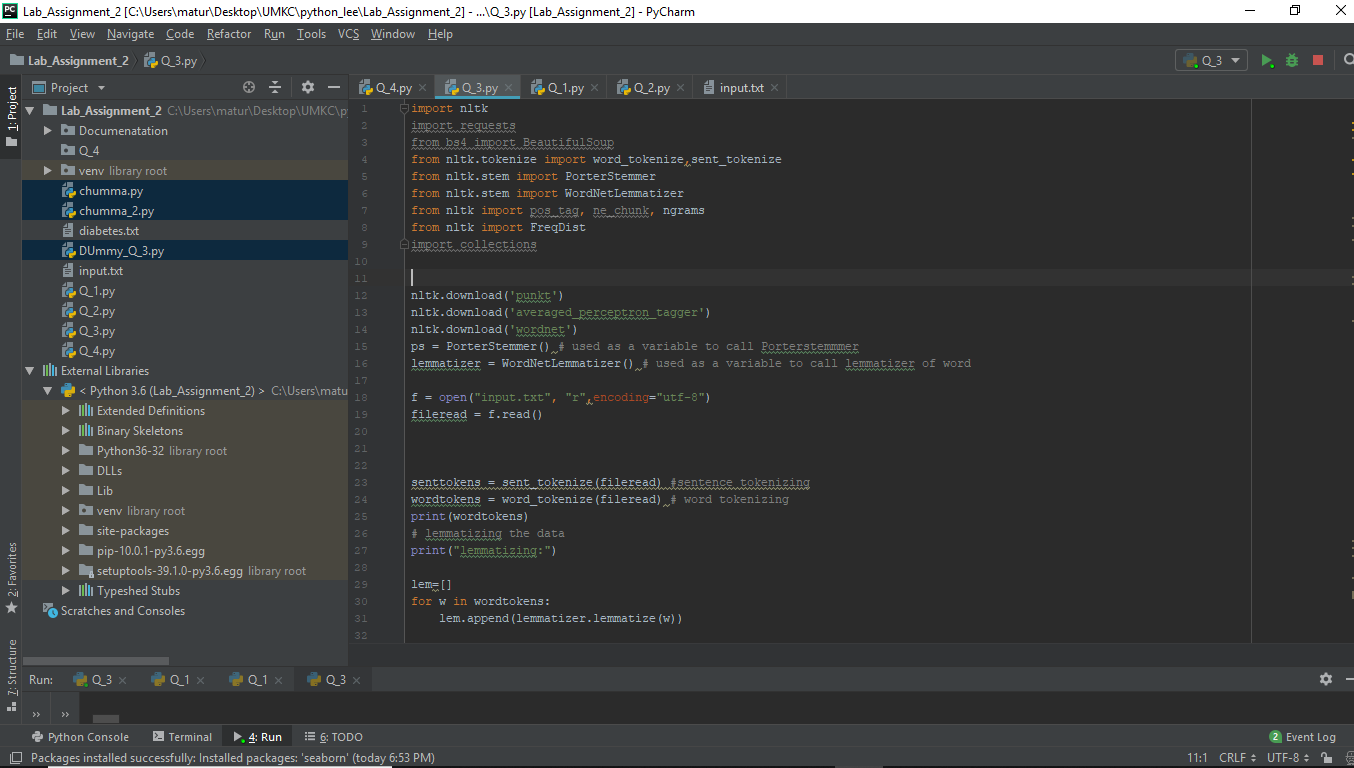 Lab_Assignment_2 [C:\Users\matur\Desktop\UMKC\python_lee\Lab_Assignment_2] - ...\Q_3.py [Lab_Assignment_2] - PyCharm
File Edit View Navigate Code Refactor Run Tools VCS Window Help
Lab_Assignment_2 Q_3.py Q_3
1: Project
Project
Q_4.py Q_3.py Q_1.py Q_2.py input.txt
Lab_Assignment_2 C:\Users\matur\Desktop\UMKC\p
Documenatation
Q_4
venv library root
chumma.py
chumma_2.py
diabetes.txt
DUmmy_Q_3.py
input.txt
Q_1.py
Q_2.py
Q_3.py
Q_4.py
External Libraries
< Python 3.6 (Lab_Assignment_2) > C:\Users\matu
Extended Definitions
Binary Skeletons
Python36-32 library root
DLLs
Lib
venv library root
site-packages
pip-10.0.1-py3.6.egg
setuptools-39.1.0-py3.6.egg library root
Typeshed Stubs
Scratches and Consoles
1 import nltk
2 import requests
3 from bs4 import BeautifulSoup
4 from nltk.tokenize import word_tokenize,sent_tokenize
5 from nltk.stem import PorterStemmer
6 from nltk.stem import WordNetLemmatizer
7 from nltk import pos_tag, ne_chunk, ngrams
8 from nltk import FreqDist
9 import collections
10
11
12 nltk.download('punkt')
13 nltk.download('averaged_perceptron_tagger')
14 nltk.download('wordnet')
15 ps = PorterStemmer() # used as a variable to call Porterstemmmer
16 lemmatizer = WordNetLemmatizer() # used as a variable to call lemmatizer of word
17
18 f = open("input.txt", "r",encoding="utf-8")
19 fileread = f.read()
20
21
22
23 senttokens = sent_tokenize(fileread) #sentence tokenizing
24 wordtokens = word_tokenize(fileread) # word tokenizing
25 print(wordtokens)
26 # lemmatizing the data
27 print("lemmatizing:")
28
29 lem=[]
30 for w in wordtokens:
31 lem.append(lemmatizer.lemmatize(w))
32
2: Favorites
7: Structure
Run: Q_3 Q_1 Q_1 Q_3
Python Console Terminal 4: Run 6: TODO 2 Event Log
Packages installed successfully: Installed packages: 'seaborn' (today 6:53 PM) 11:1 CRLF UTF-8